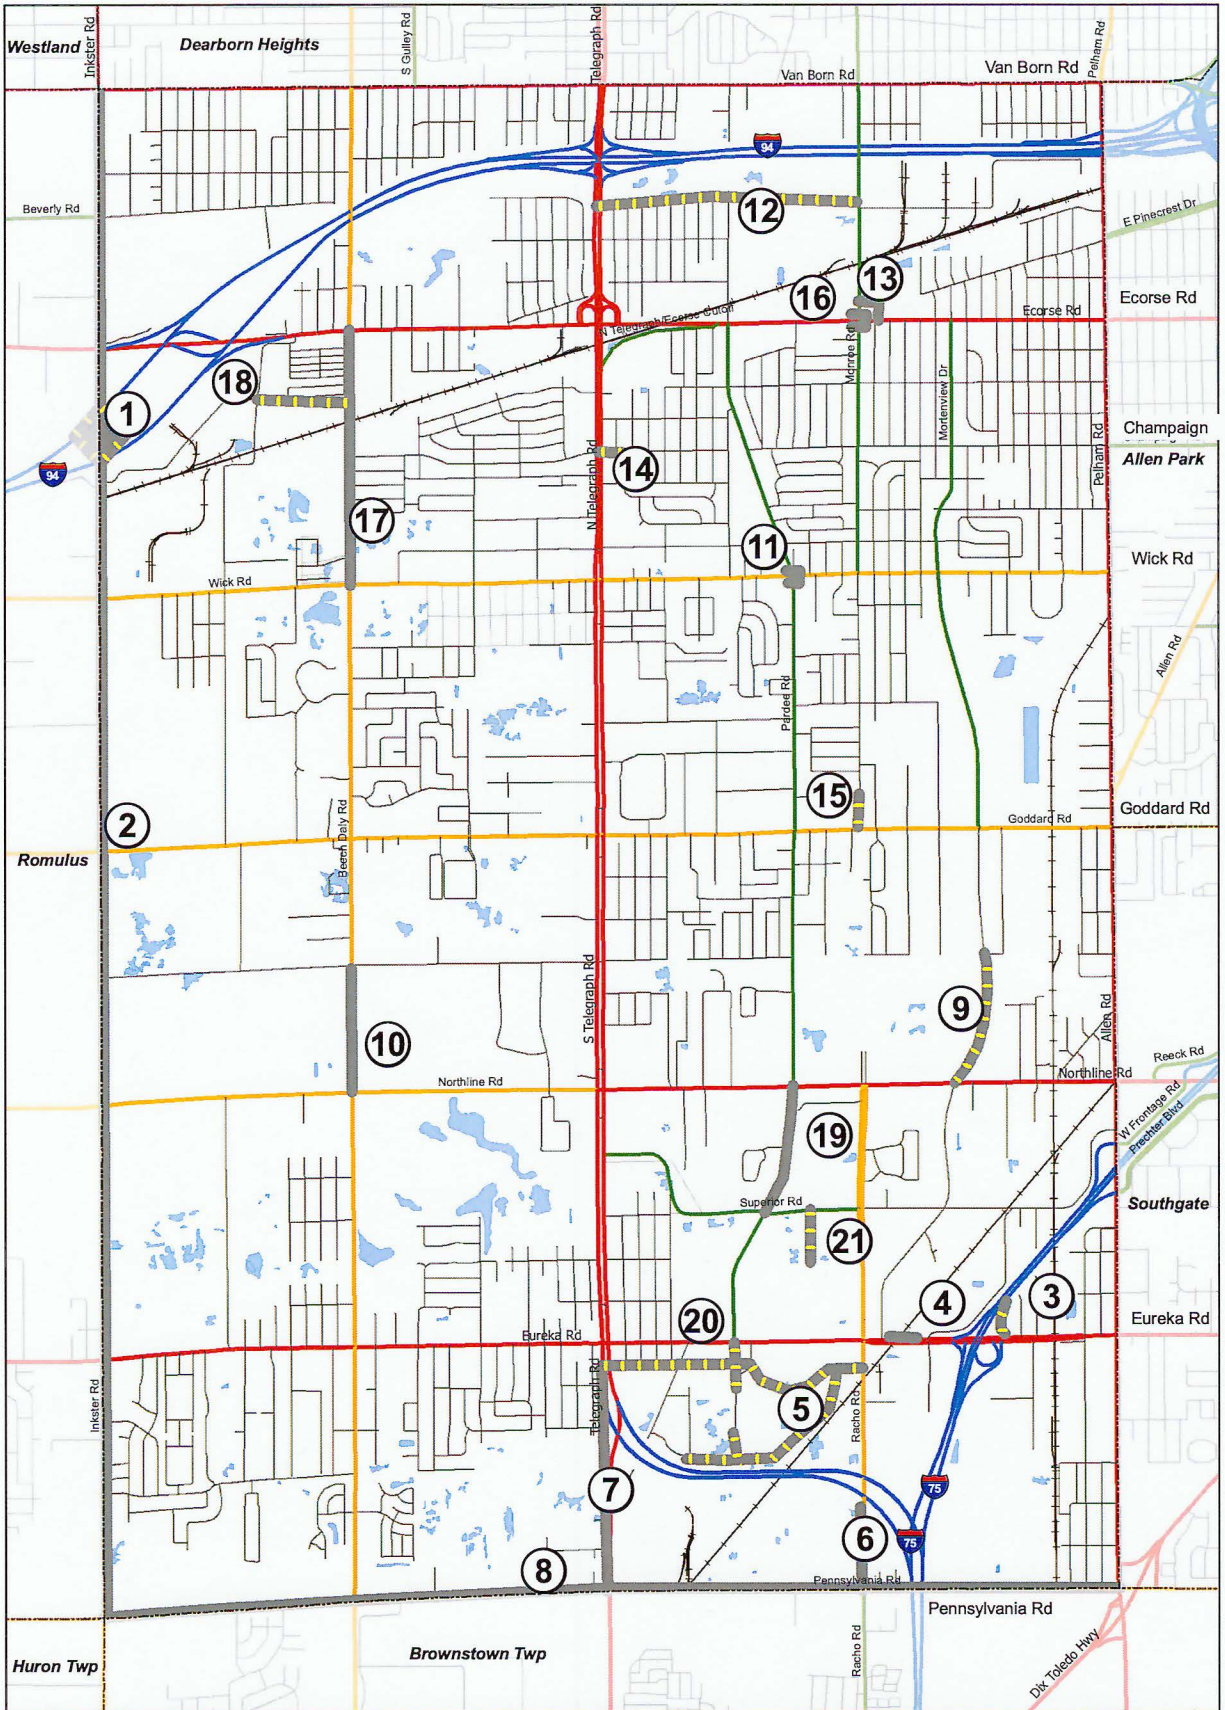 Westland
Dearborn Heights
Inkster Rd
S Gulley Rd
Telegraph Rd
Van Born Rd
Van Born Rd
Pelham Rd
94
Beverly Rd
12
E Pinecrest Dr
13
16
Ecorse Rd
Ecorse Rd
N Telegraph/Ecorse Cutoff
Monroe Rd
18
1
Mortenview Dr
Champaign
Pelham Rd
Allen Park
94
14
N Telegraph Rd
17
11
Wick Rd
Wick Rd
Allen Rd
Pardee Rd
15
2
Goddard Rd
Goddard Rd
Beech Daly Rd
Romulus
S Telegraph Rd
9
Allen Rd
10
Reeck Rd
Northline Rd
Northline Rd
W Frontage Rd
Prechter Blvd
19
Superior Rd
Southgate
21
4
3
20
Eureka Rd
Eureka Rd
Inkster Rd
Telegraph Rd
5
Racho Rd
7
75
6
75
8
Pennsylvania Rd
Pennsylvania Rd
Racho Rd
Brownstown Twp
Huron Twp
Dix Toledo Hwy